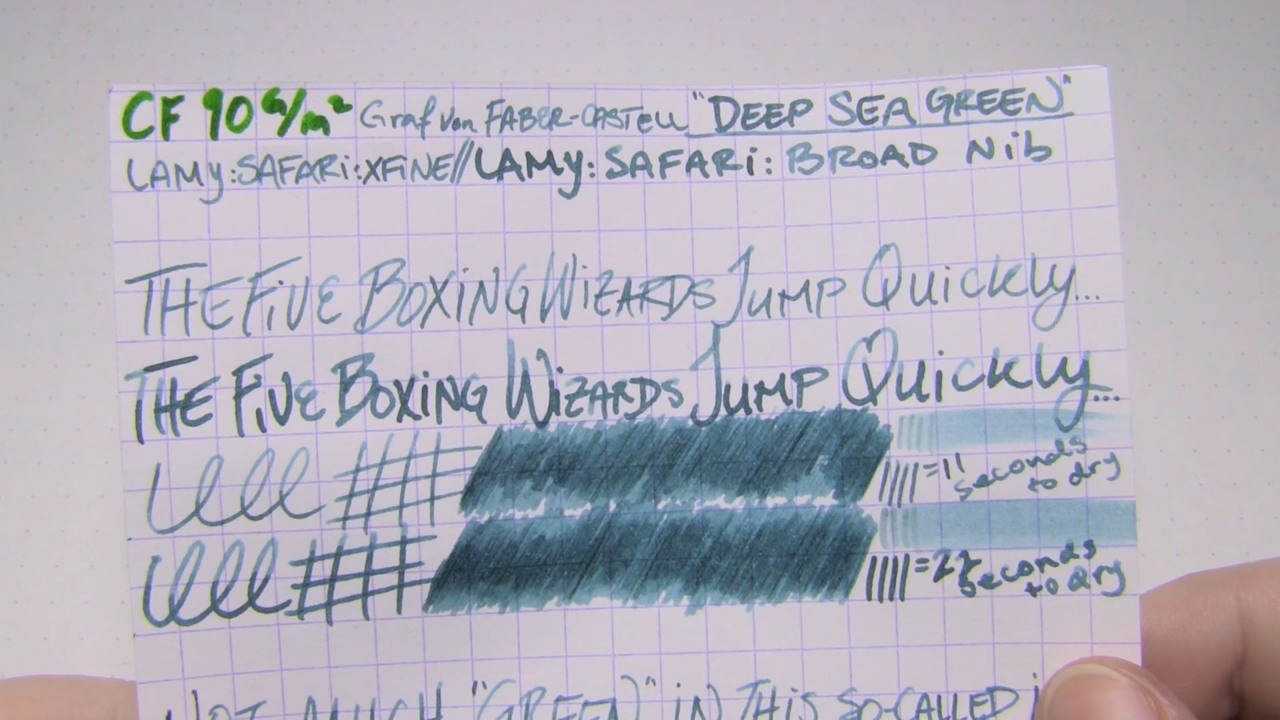 CF 90 G/m² Graf von FABER-CASTELL "DEEP SEA GREEN"
LAMY:SAFARI:XFINE//LAMY:SAFARI: BROAD NiB
THE FIVE BOXING WIZARDS JUMP QUICKLY...
THE FIVE BOXING WIZARDS JUMP QUICKLY...
=11 seconds to dry
=22 seconds to dry
NOT MUCH "GREEN" IN THIS SO-CALLED